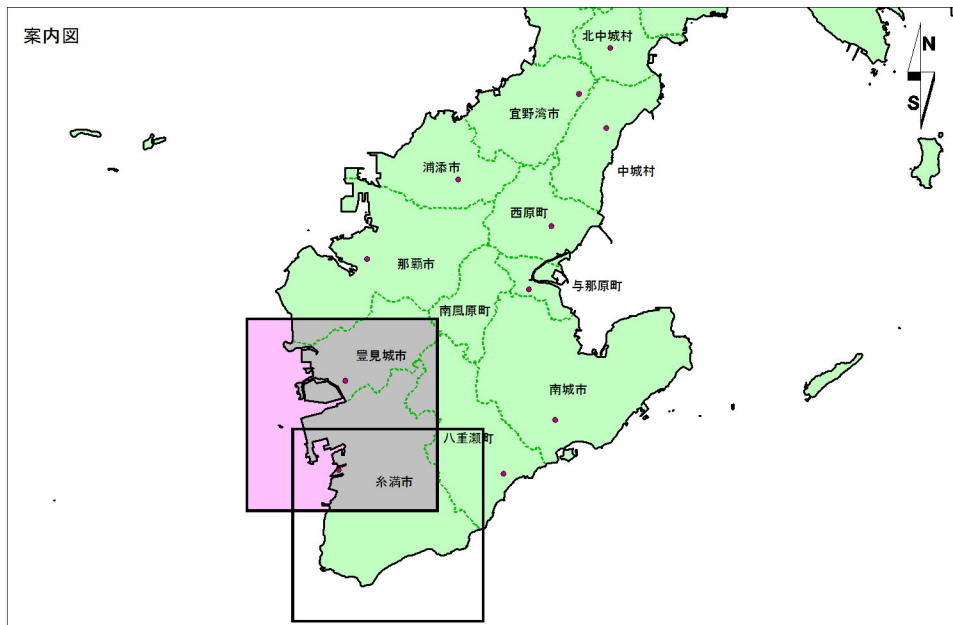 案内図
北中城村
N
S
宜野湾市
中城村
浦添市
西原町
那覇市
与那原町
南風原町
豊見城市
南城市
八重瀬町
糸満市